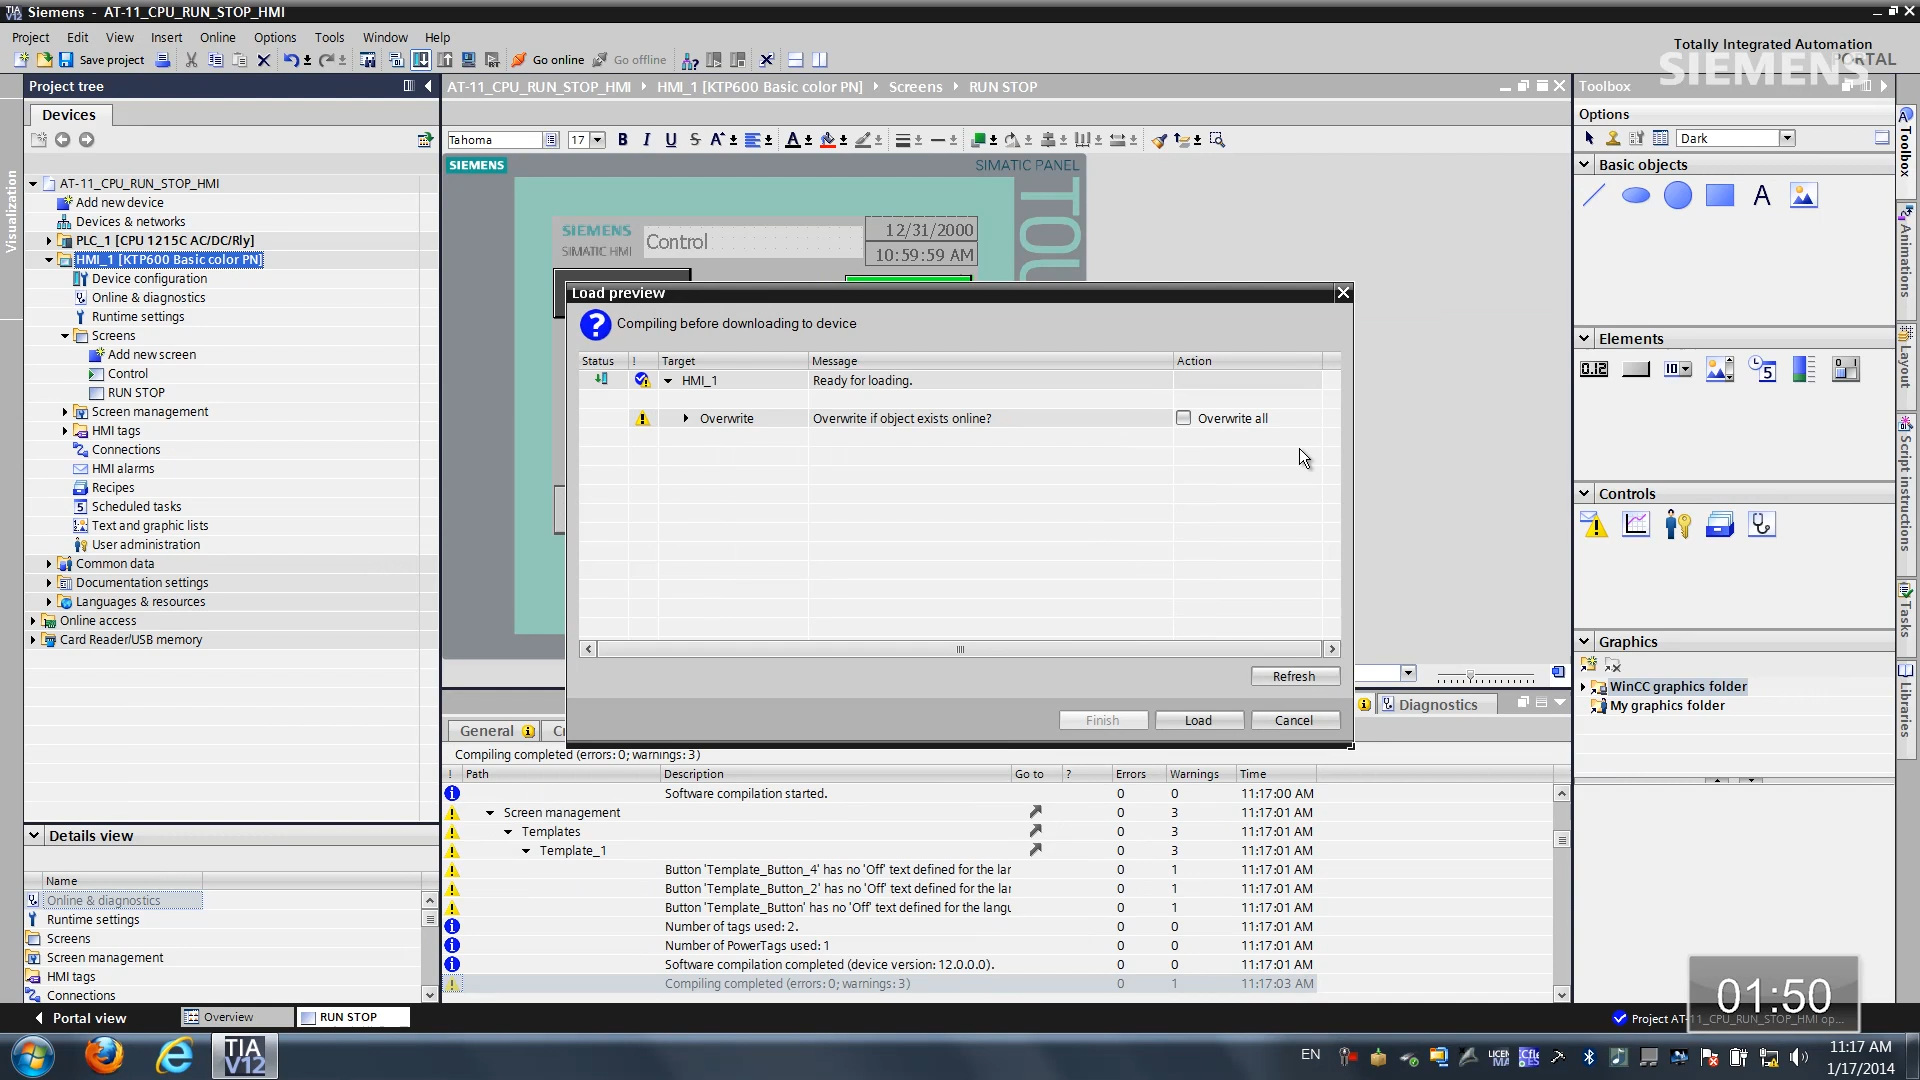 Siemens - AT-11_CPU_RUN_STOP_HMI
Project Edit View Insert Online Options Tools Window Help
Save project Go online Go offline
Totally Integrated Automation
PORTAL
SIEMENS
Project tree
AT-11_CPU_RUN_STOP_HMI HMI_1 [KTP600 Basic color PN] Screens RUN STOP
Toolbox
Devices
Options
Tahoma 17 B I U S
Dark
SIEMENS SIMATIC PANEL
TOU
Visualization
AT-11_CPU_RUN_STOP_HMI
Add new device
Devices & networks
PLC_1 [CPU 1215C AC/DC/Rly]
HMI_1 [KTP600 Basic color PN]
Device configuration
Online & diagnostics
Runtime settings
Screens
Add new screen
Control
RUN STOP
Screen management
HMI tags
Connections
HMI alarms
Recipes
Scheduled tasks
Text and graphic lists
User administration
Common data
Documentation settings
Languages & resources
Online access
Card Reader/USB memory
SIEMENS
SIMATIC HMI
Control
12/31/2000
10:59:59 AM
Load preview
Compiling before downloading to device
Status ! Target Message Action
HMI_1 Ready for loading.
Overwrite Overwrite if object exists online? Overwrite all
Refresh
Finish Load Cancel
Basic objects
Elements
Controls
Graphics
WinCC graphics folder
My graphics folder
Toolbox
Animations
Layout
Script instructions
Tasks
Libraries
Diagnostics
General
Compiling completed (errors: 0; warnings: 3)
! Path Description Go to ? Errors Warnings Time
Software compilation started. 0 0 11:17:00 AM
Screen management 0 3 11:17:01 AM
Templates 0 3 11:17:01 AM
Template_1 0 3 11:17:01 AM
Button 'Template_Button_4' has no 'Off' text defined for the lar 0 1 11:17:01 AM
Button 'Template_Button_2' has no 'Off' text defined for the lar 0 1 11:17:01 AM
Button 'Template_Button' has no 'Off' text defined for the langu 0 1 11:17:01 AM
Number of tags used: 2. 0 0 11:17:01 AM
Number of PowerTags used: 1 0 0 11:17:01 AM
Software compilation completed (device version: 12.0.0.0). 0 0 11:17:01 AM
Compiling completed (errors: 0; warnings: 3) 0 1 11:17:03 AM
Details view
Name
Online & diagnostics
Runtime settings
Screens
Screen management
HMI tags
Connections
Portal view Overview RUN STOP
01:50
Project AT-11_CPU_RUN_STOP_HMI op...
TIA
V12
EN
11:17 AM
1/17/2014